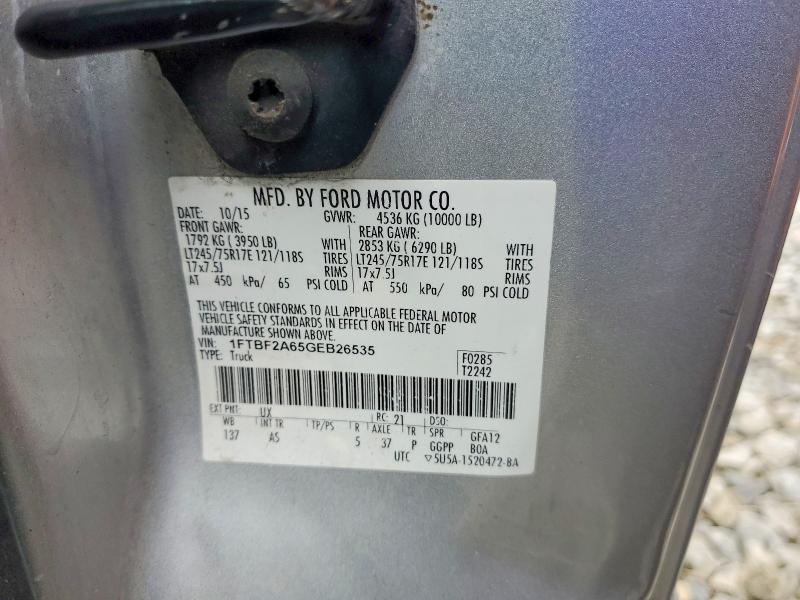 MFD. BY FORD MOTOR CO.
DATE: 10/15 GVWR: 4536 KG (10000 LB)
FRONT GAWR: REAR GAWR:
1792 KG ( 3950 LB) WITH 2853 KG ( 6290 LB) WITH
LT245/75R17E 121/118S TIRES LT245/75R17E 121/118S TIRES
17x7.5J RIMS 17x7.5J RIMS
AT 450 kPa/ 65 PSI COLD AT 550 kPa/ 80 PSI COLD
THIS VEHICLE CONFORMS TO ALL APPLICABLE FEDERAL MOTOR
VEHICLE SAFETY STANDARDS IN EFFECT ON THE DATE OF
MANUFACTURE SHOWN ABOVE.
VIN: 1FTBF2A65GEB26535
TYPE: Truck F0285
T2242
EXT PNT: UX RC: 21 DSO:
WB INT TR TP/PS R AXLE TR SPR GFA12
137 AS 5 37 P GGPP BOA
UTC ▽5U5A-1520472-BA